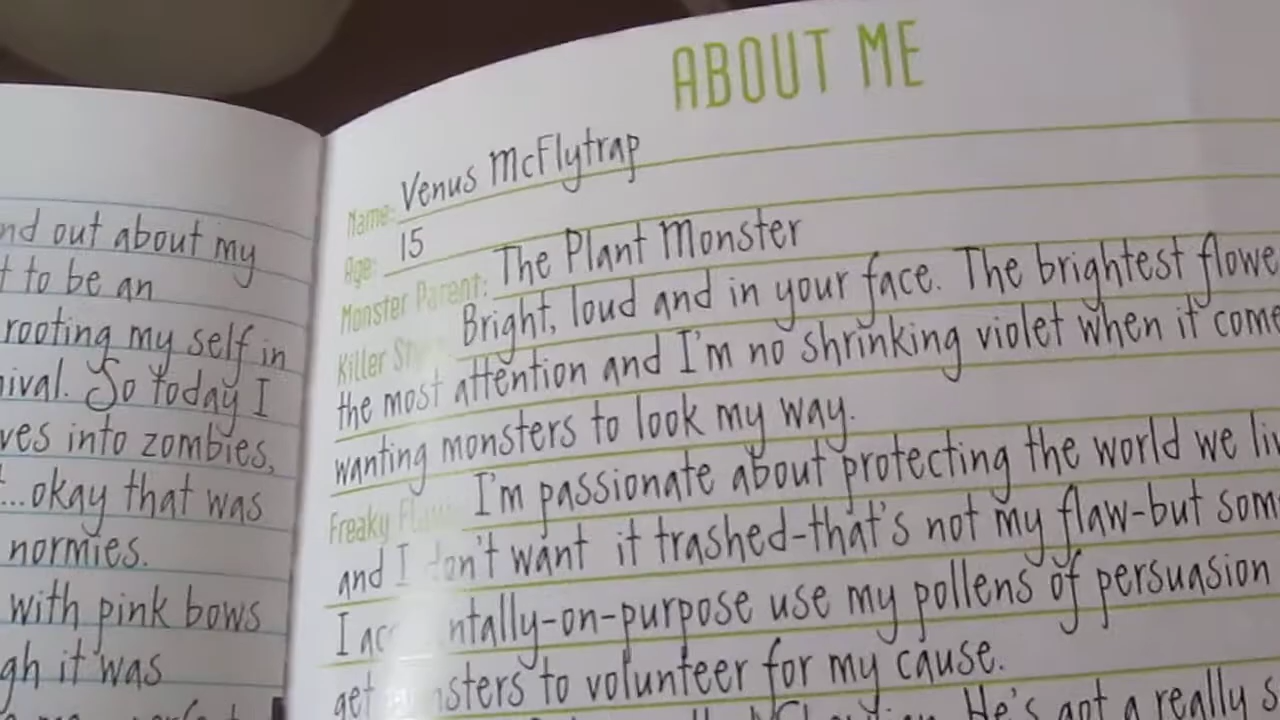 nd out about my
t to be an
rooting my self in
nival. So today I
ves into zombies,
t...okay that was
normies.
with pink bows
gh it was
ABOUT ME
Name: Venus McFlytrap
Age: 15
Monster Parent: The Plant Monster
Killer Style: Bright, loud and in your face. The brightest flowe
the most attention and I'm no shrinking violet when it come
wanting monsters to look my way.
Freaky Flaw: I'm passionate about protecting the world we liv
and I don't want it trashed-that's not my flaw-but som
I ac ntally-on-purpose use my pollens of persuasion
get nsters to volunteer for my cause.
He's got a really s